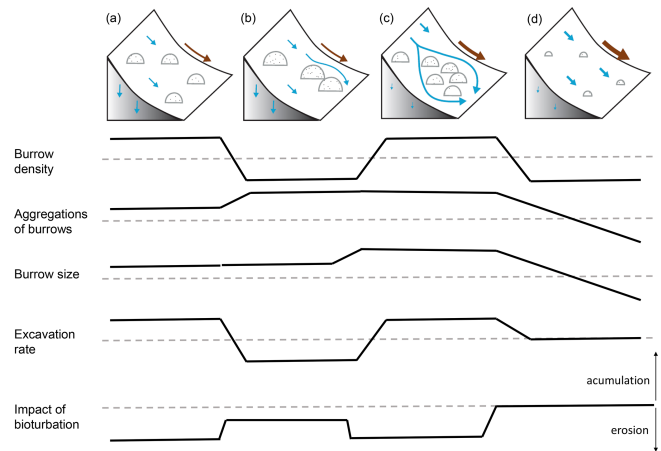 (a)
(b)
(c)
(d)
Burrow
density
Aggregations
of burrows
Burrow size
Excavation
rate
acumulation
Impact of
bioturbation
erosion